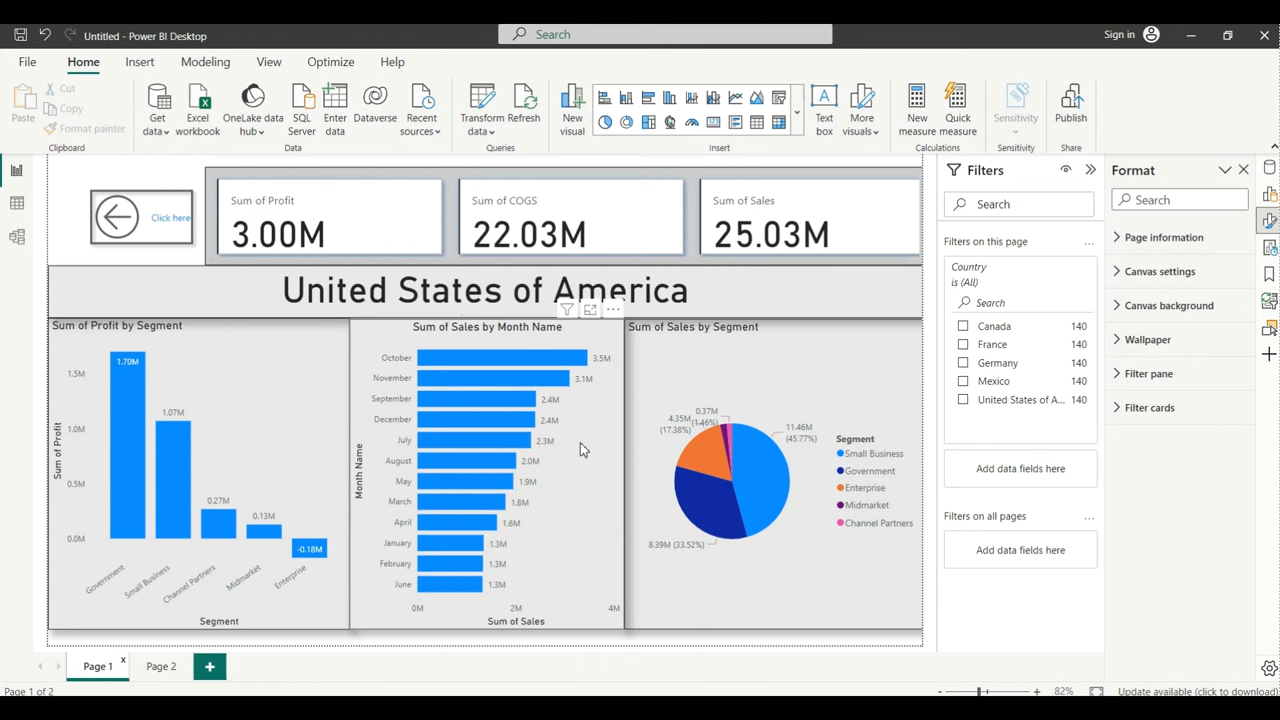 Untitled - Power BI Desktop
Search
Sign in
File Home Insert Modeling View Optimize Help
Paste
Cut
Copy
Format painter
Get data
Excel workbook
OneLake data hub
SQL Server
Enter data
Dataverse
Recent sources
Transform data
Refresh
New visual
Text box
More visuals
New measure
Quick measure
Sensitivity
Publish
Clipboard
Data
Queries
Insert
Calculations
Sensitivity
Share
Click here
Sum of Profit
3.00M
Sum of COGS
22.03M
Sum of Sales
25.03M
United States of America
Sum of Profit by Segment
1.70M
1.07M
0.27M
0.13M
-0.18M
1.5M
1.0M
0.5M
0.0M
Sum of Profit
Government
Small Business
Channel Partners
Midmarket
Enterprise
Segment
Sum of Sales by Month Name
Month Name
October 3.5M
November 3.1M
September 2.4M
December 2.4M
July 2.3M
August 2.0M
May 1.9M
March 1.8M
April 1.6M
January 1.3M
February 1.3M
June 1.3M
0M 2M 4M
Sum of Sales
Sum of Sales by Segment
0.37M
(1.46%)
4.35M
(17.38%)
11.46M
(45.77%)
8.39M (33.52%)
Segment
Small Business
Government
Enterprise
Midmarket
Channel Partners
Filters
Search
Filters on this page
...
Country
is (All)
Search
Canada 140
France 140
Germany 140
Mexico 140
United States of A... 140
Add data fields here
Filters on all pages
...
Add data fields here
Format
Search
Page information
Canvas settings
Canvas background
Wallpaper
Filter pane
Filter cards
Page 1
Page 2
Page 1 of 2
82%
Update available (click to download)